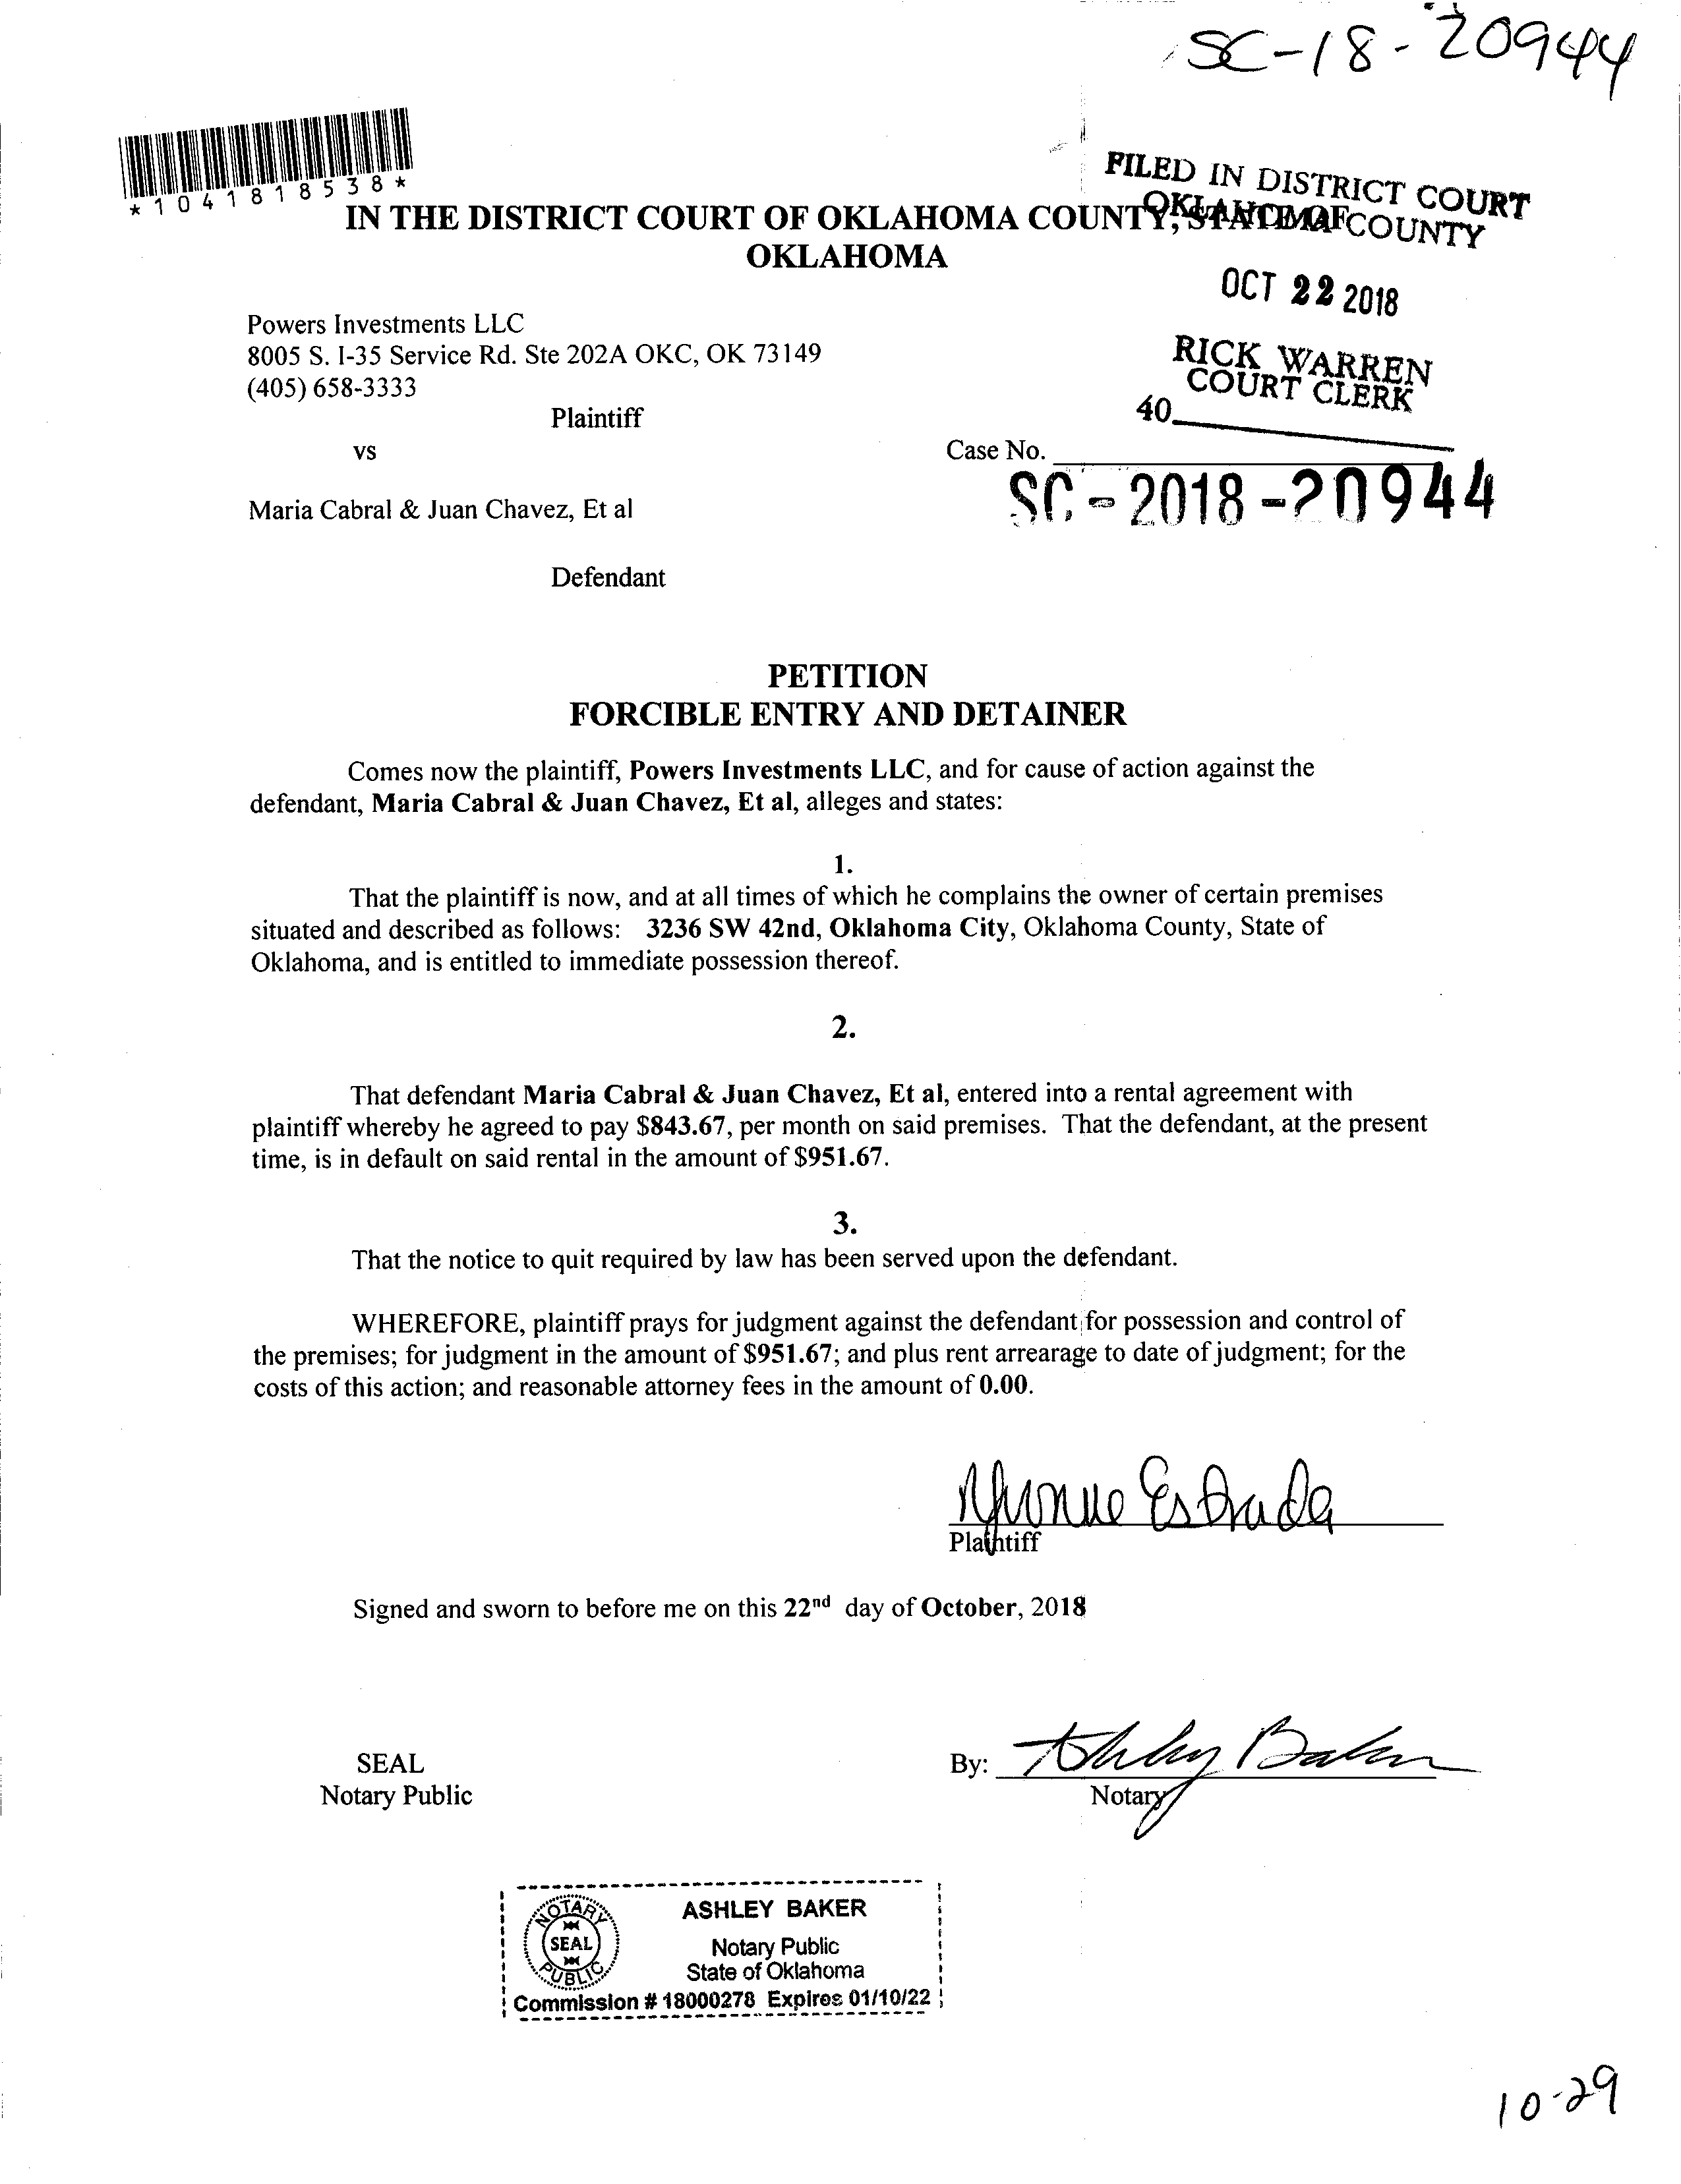 SC-18-20944
*1041818538*
FILED IN DISTRICT COURT
OKLAHOMA COUNTY
IN THE DISTRICT COURT OF OKLAHOMA COUNTY, STATE OF
OKLAHOMA
OCT 22 2018
RICK WARREN
COURT CLERK
40
Powers Investments LLC
8005 S. I-35 Service Rd. Ste 202A OKC, OK 73149
(405) 658-3333
Plaintiff
vs
Case No.
SC-2018-20944
Maria Cabral & Juan Chavez, Et al
Defendant
PETITION
FORCIBLE ENTRY AND DETAINER
Comes now the plaintiff, Powers Investments LLC, and for cause of action against the
defendant, Maria Cabral & Juan Chavez, Et al, alleges and states:
1.
That the plaintiff is now, and at all times of which he complains the owner of certain premises
situated and described as follows: 3236 SW 42nd, Oklahoma City, Oklahoma County, State of
Oklahoma, and is entitled to immediate possession thereof.
2.
That defendant Maria Cabral & Juan Chavez, Et al, entered into a rental agreement with
plaintiff whereby he agreed to pay $843.67, per month on said premises. That the defendant, at the present
time, is in default on said rental in the amount of $951.67.
3.
That the notice to quit required by law has been served upon the defendant.
WHEREFORE, plaintiff prays for judgment against the defendant for possession and control of
the premises; for judgment in the amount of $951.67; and plus rent arrearage to date of judgment; for the
costs of this action; and reasonable attorney fees in the amount of 0.00.
Yvonne Estrada
Plaintiff
Signed and sworn to before me on this 22nd day of October, 2018
SEAL
Notary Public
By: Ashley Baker
Notary
NOTARY
SEAL
PUBLIC
ASHLEY BAKER
Notary Public
State of Oklahoma
Commission # 18000278 Expires 01/10/22
10-29